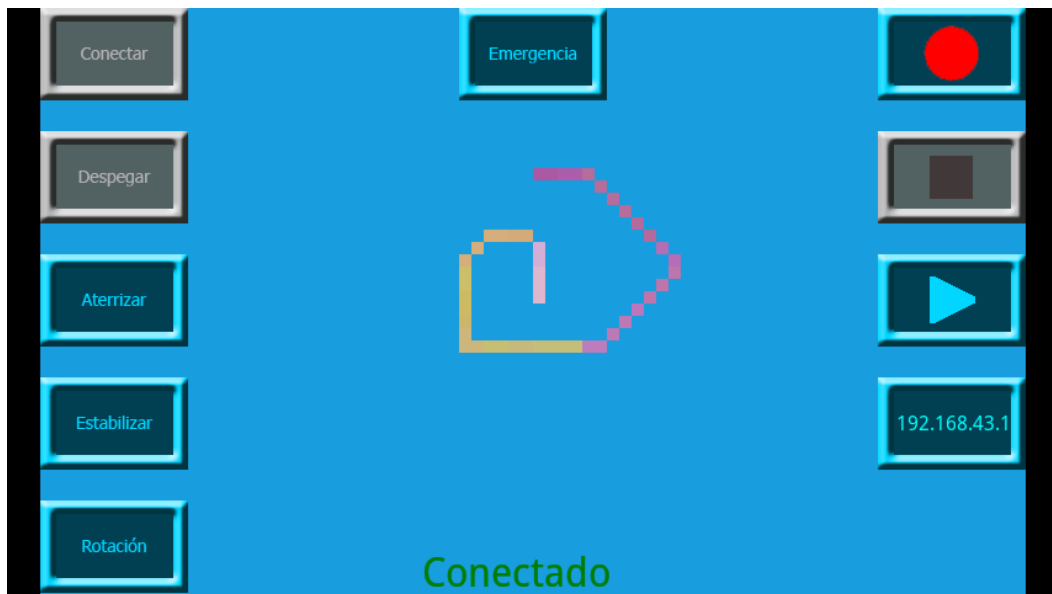 Conectar
Emergencia
Despegar
Aterrizar
Estabilizar
192.168.43.1
Rotación
Conectado